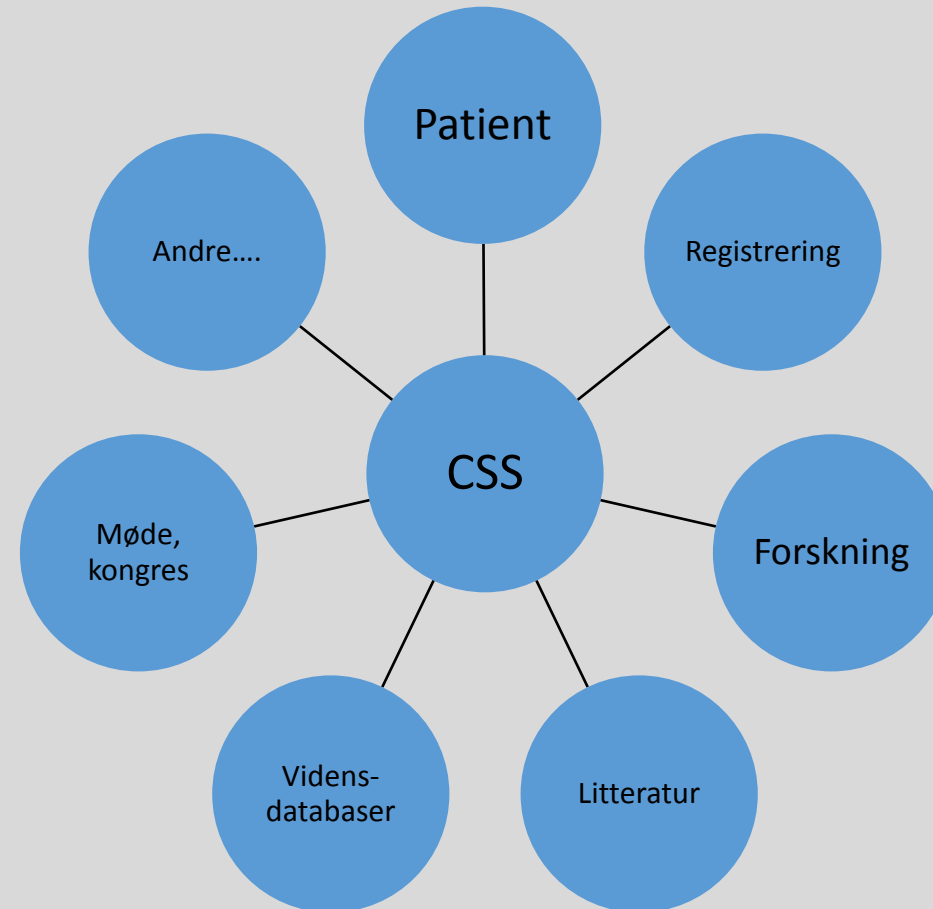 Patient
Andre....
Registrering
CSS
Møde,
kongres
Forskning
Videns-
databaser
Litteratur